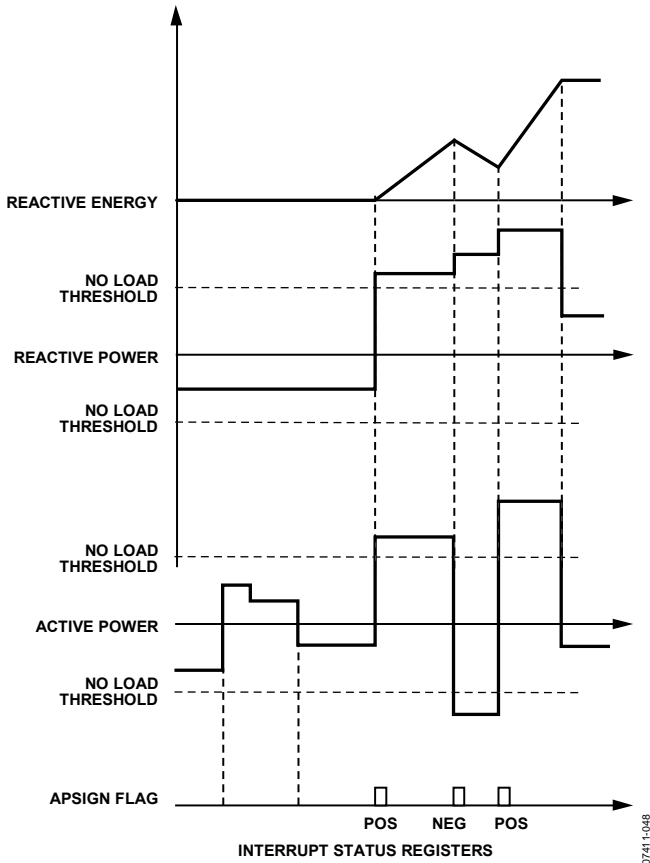 REACTIVE ENERGY
NO LOAD
THRESHOLD
REACTIVE POWER
NO LOAD
THRESHOLD
NO LOAD
THRESHOLD
ACTIVE POWER
NO LOAD
THRESHOLD
APSIGN FLAG
POS NEG POS
INTERRUPT STATUS REGISTERS
07411-048